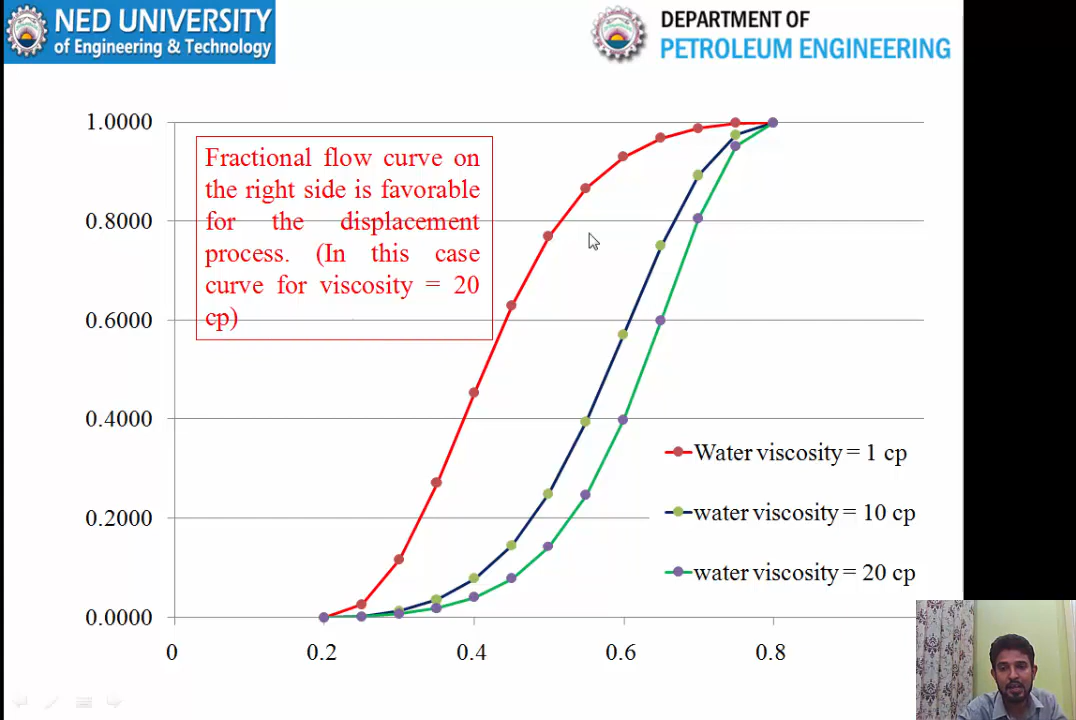 NED UNIVERSITY
of Engineering & Technology
DEPARTMENT OF
PETROLEUM ENGINEERING
1.0000
0.8000
0.6000
0.4000
0.2000
0.0000
Fractional flow curve on
the right side is favorable
for the displacement
process. (In this case
curve for viscosity = 20
cp)
Water viscosity = 1 cp
water viscosity = 10 cp
water viscosity = 20 cp
0 0.2 0.4 0.6 0.8